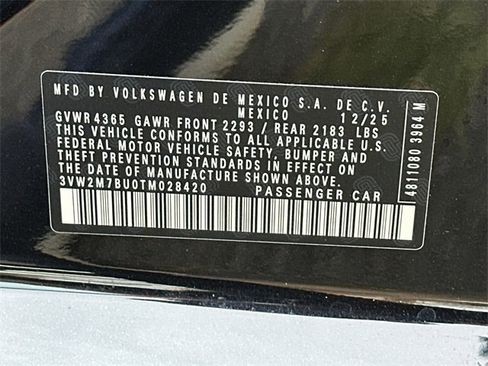 MFD BY VOLKSWAGEN DE MEXICO S.A. DE C.V.
MEXICO 12/25
GVWR 4365 GAWR FRONT 2293 / REAR 2183 LBS
THIS VEHICLE CONFORMS TO ALL APPLICABLE U.S.
FEDERAL MOTOR VEHICLE SAFETY, BUMPER, AND
THEFT PREVENTION STANDARDS IN EFFECT ON
THE DATE OF MANUFACTURE SHOWN ABOVE.
3VW2M7BU0TM028420 PASSENGER CAR
4811080 3964 M